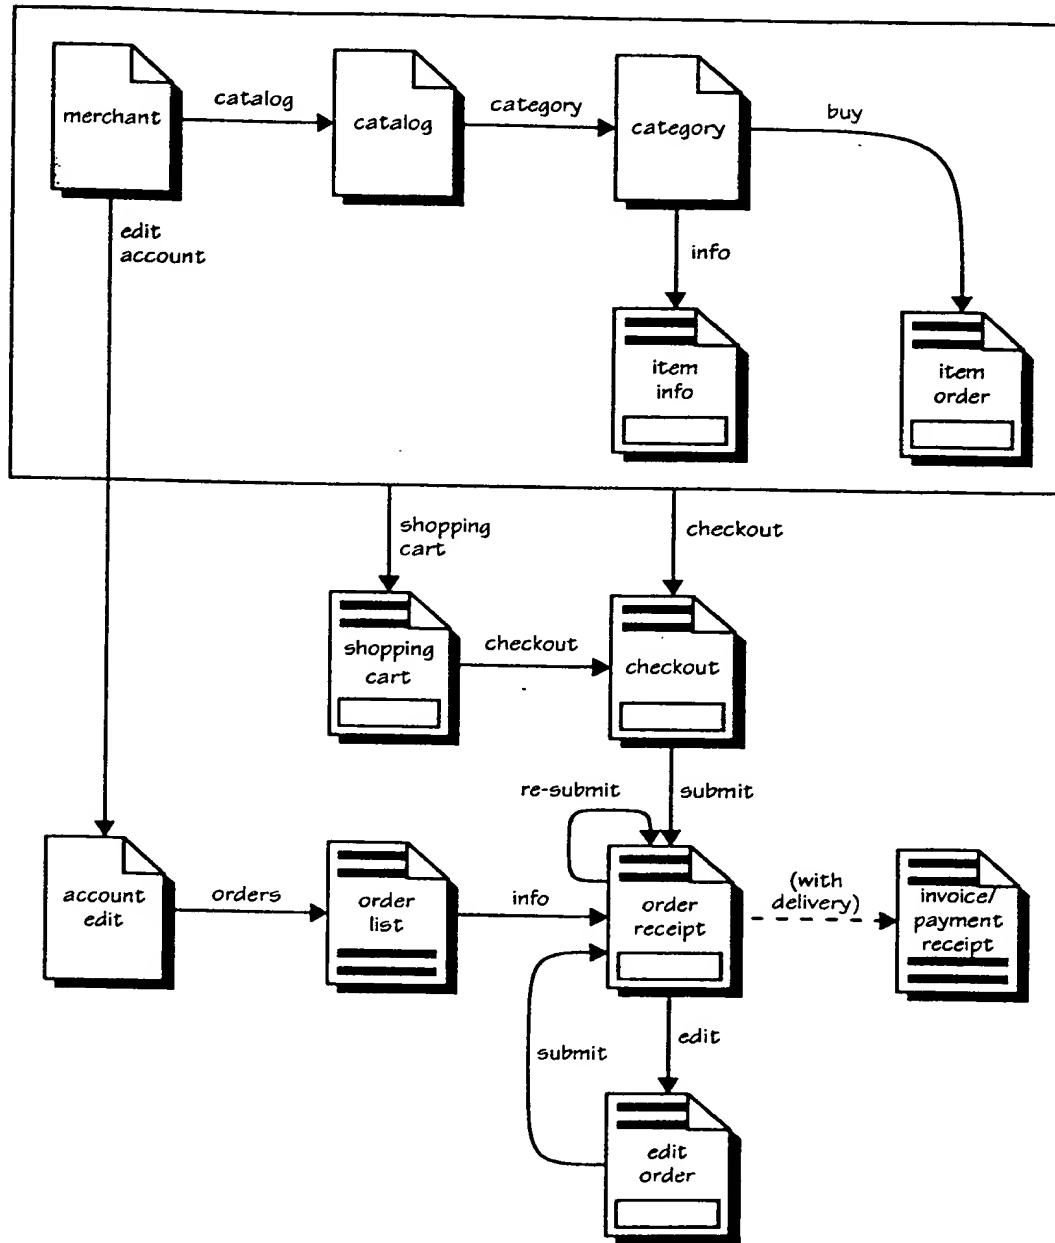 merchant
catalog
catalog
category
category
buy
edit
account
info
item
info
item
order
shopping
cart
checkout
shopping
cart
checkout
checkout
re-submit
submit
account
edit
orders
order
list
info
order
receipt
(with
delivery)
invoice/
payment
receipt
submit
edit
edit
order